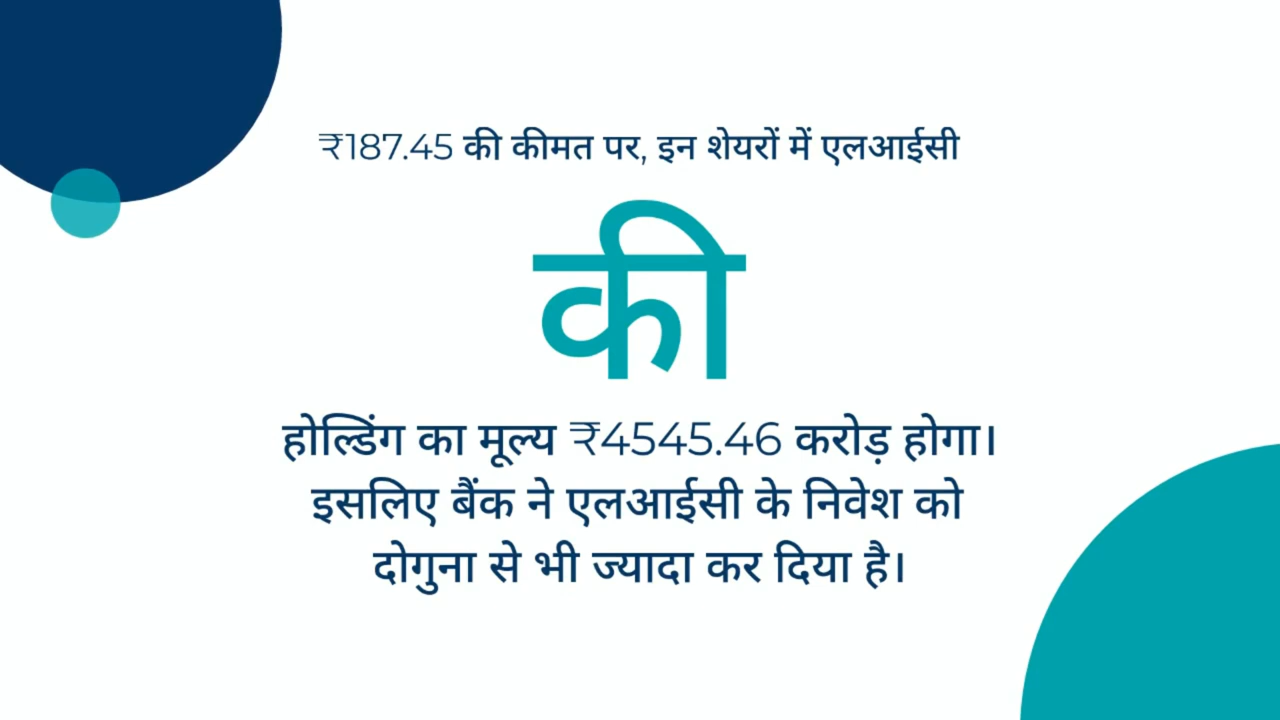 ₹187.45 की कीमत पर, इन शेयरों में एलआईसी
की
होल्डिंग का मूल्य ₹4545.46 करोड़ होगा।
इसलिए बैंक ने एलआईसी के निवेश को
दोगुना से भी ज्यादा कर दिया है।